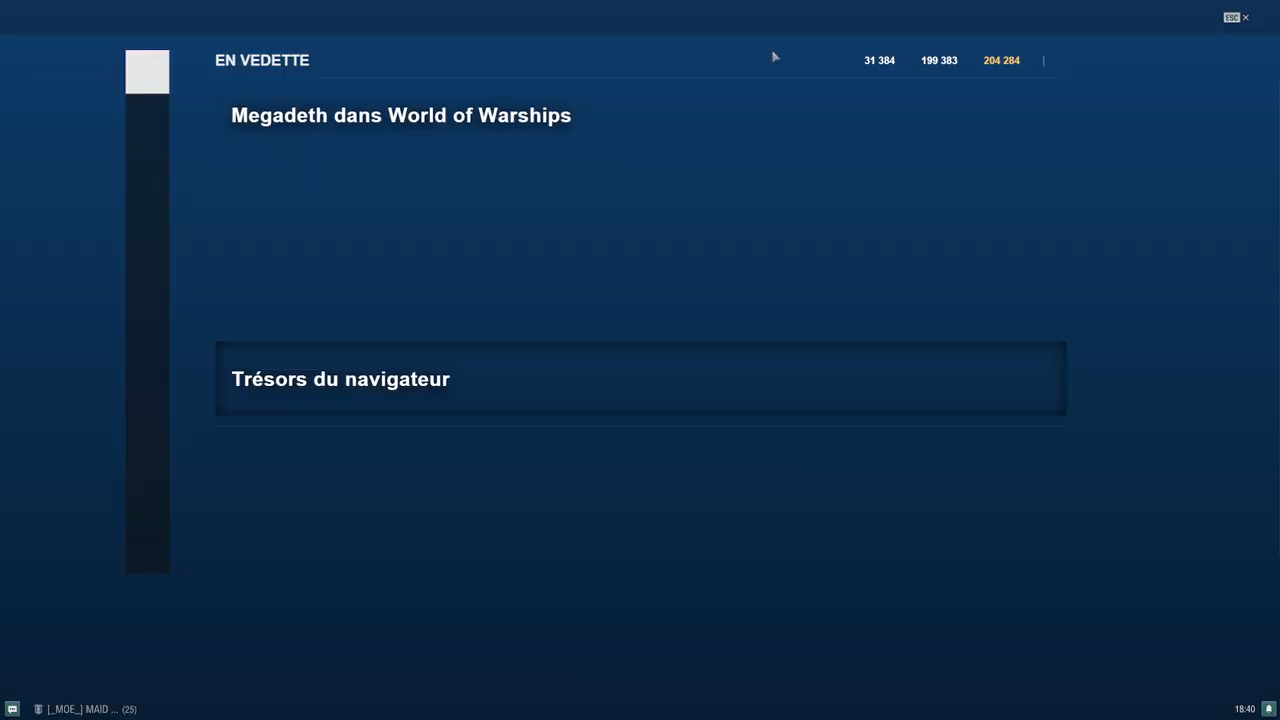 ESC ×
EN VEDETTE
31 384 199 383 204 284
Megadeth dans World of Warships
Trésors du navigateur
[_MOE_] MAID ... (25)
18:40